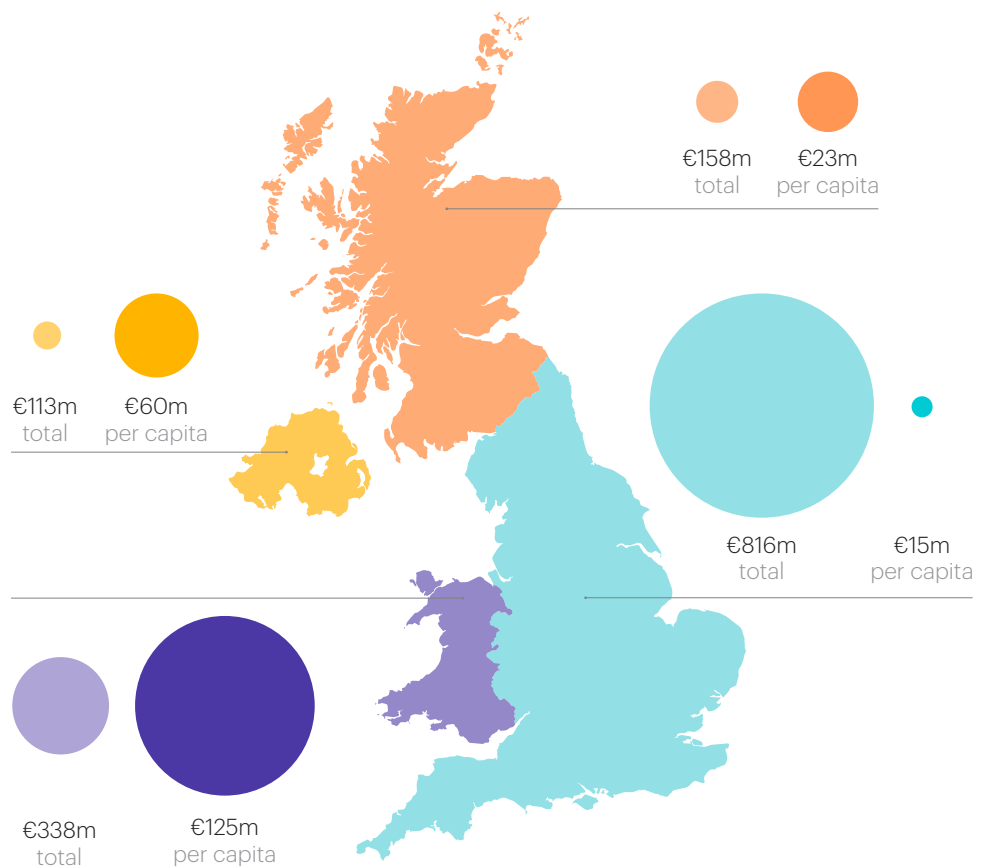 €158m
total
€23m
per capita
€113m
total
€60m
per capita
€816m
total
€15m
per capita
€338m
total
€125m
per capita